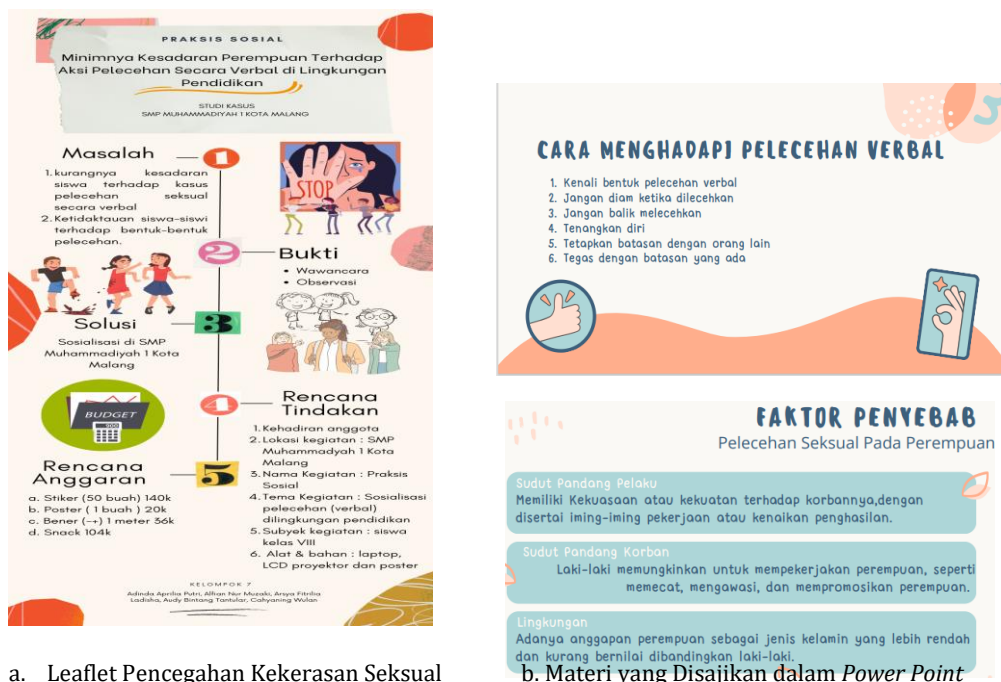 PRAKSIS SOSIAL
Minimnya Kesadaran Perempuan Terhadap
Aksi Pelecehan Secara Verbal di Lingkungan
Pendidikan
STUDI KASUS
SMP MUHAMMADIYAH 1 KOTA MALANG
Masalah
1
1. kurangnya kesadaran
siswa terhadap kasus
pelecehan seksual
secara verbal
2. Ketidaktauan siswa-siswi
terhadap bentuk-bentuk
pelecehan.
STOP
2
Bukti
• Wawancara
• Observasi
3
Solusi
Sosialisasi di SMP
Muhammadiyah 1 Kota
Malang
4
Rencana
Tindakan
1. Kehadiran anggota
2. Lokasi kegiatan : SMP
Muhammadiyah 1 Kota
Malang
3. Nama Kegiatan : Praksis
Sosial
4. Tema Kegiatan : Sosialisasi
pelecehan (verbal)
dilingkungan pendidikan
5. Subyek kegiatan : siswa
kelas VIII
6. Alat & bahan : laptop,
LCD proyektor dan poster
BUDGET
5
Rencana
Anggaran
a. Stiker (50 buah) 140k
b. Poster ( 1 buah ) 20k
c. Bener (-+) 1 meter 36k
d. Snack 104k
KELOMPOK 7
Adinda Aprilia Putri, Alfian Nur Muzaki, Arsya Fitrilia
Ladisha, Audy Bintang Tantular, Cahyaning Wulan
a. Leaflet Pencegahan Kekerasan Seksual
CARA MENGHADAPI PELECEHAN VERBAL
1. Kenali bentuk pelecehan verbal
2. Jangan diam ketika dilecehkan
3. Jangan balik melecehkan
4. Tenangkan diri
5. Tetapkan batasan dengan orang lain
6. Tegas dengan batasan yang ada
FAKTOR PENYEBAB
Pelecehan Seksual Pada Perempuan
Sudut Pandang Pelaku
Memiliki Kekuasaan atau kekuatan terhadap korbannya,dengan
disertai iming-iming pekerjaan atau kenaikan penghasilan.
Sudut Pandang Korban
Laki-laki memungkinkan untuk mempekerjakan perempuan, seperti
memecat, mengawasi, dan mempromosikan perempuan.
Lingkungan
Adanya anggapan perempuan sebagai jenis kelamin yang lebih rendah
dan kurang bernilai dibandingkan laki-laki.
b. Materi yang Disajikan dalam Power Point